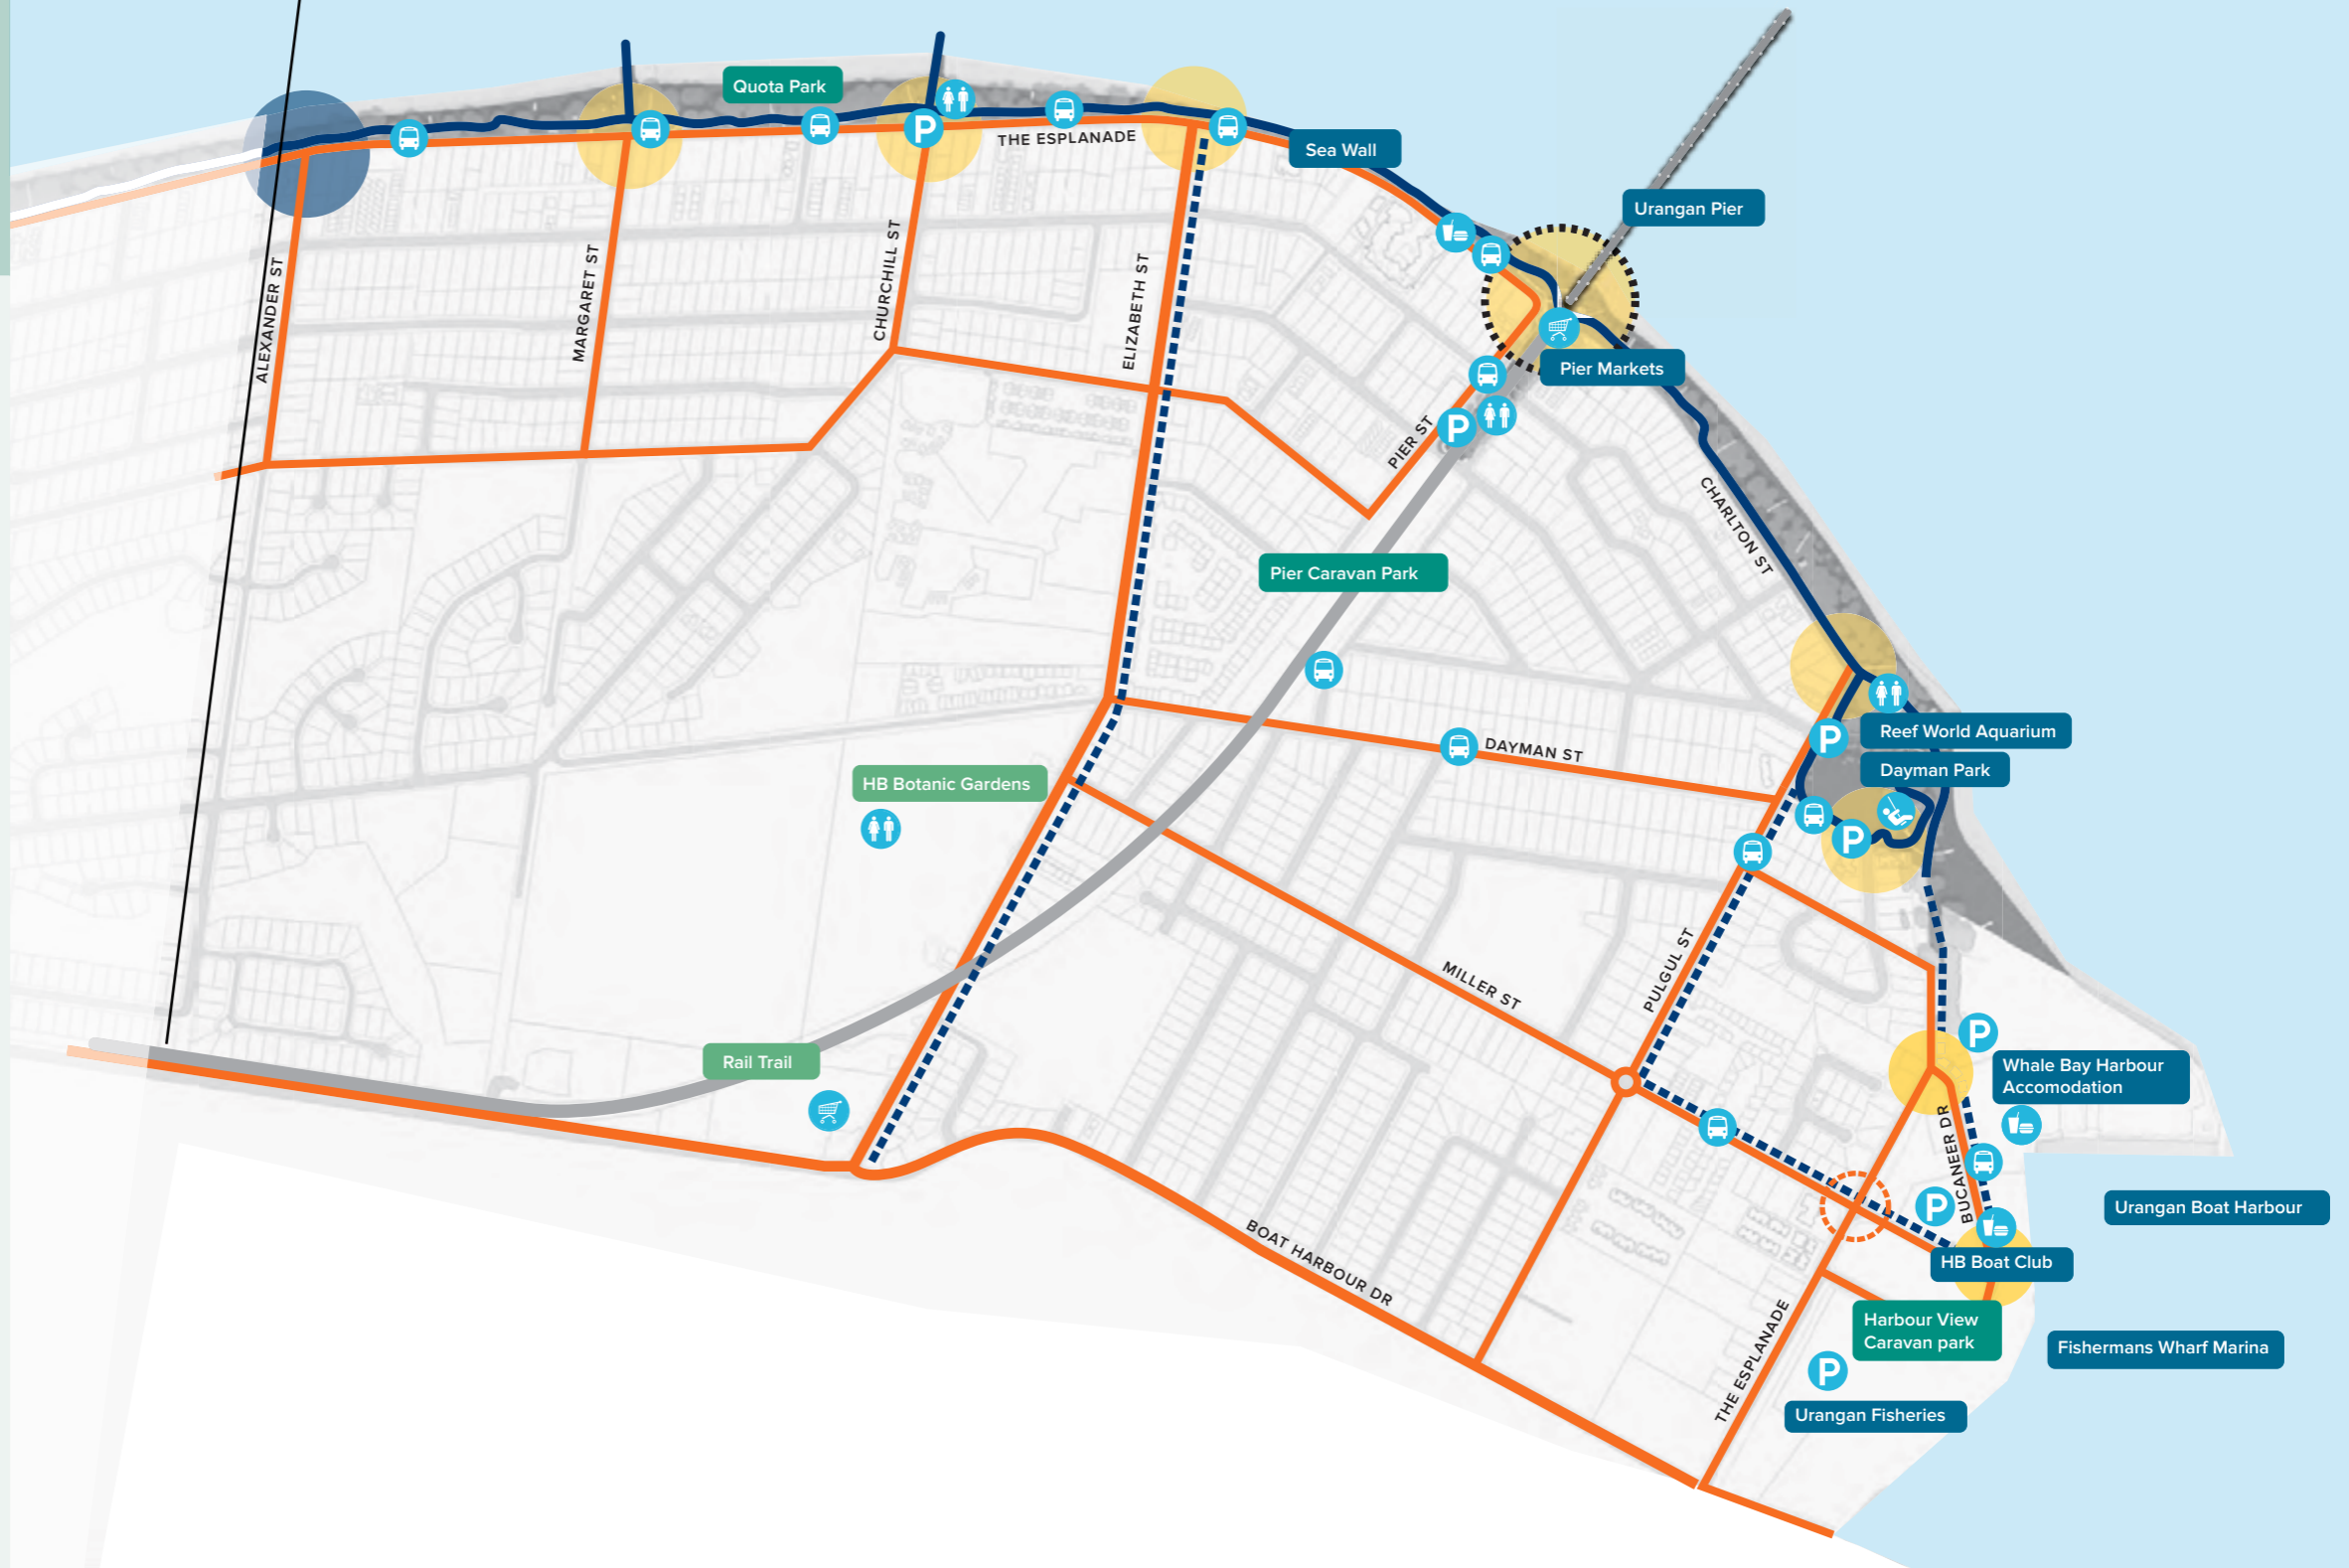 Quota Park
THE ESPLANADE
Sea Wall
Urangan Pier
ALEXANDER ST
MARGARET ST
CHURCHILL ST
ELIZABETH ST
Pier Markets
PIER ST
CHARLTON ST
Pier Caravan Park
Reef World Aquarium
DAYMAN ST
Dayman Park
HB Botanic Gardens
MILLER ST
PULGUL ST
Rail Trail
Whale Bay Harbour
Accomodation
BUCANEER DR
Urangan Boat Harbour
BOAT HARBOUR DR
HB Boat Club
THE ESPLANADE
Harbour View
Caravan park
Fishermans Wharf Marina
Urangan Fisheries
P
P
P
P
P
P
P